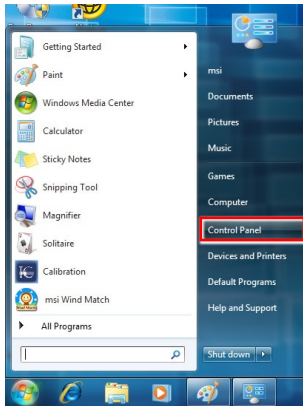 Getting Started
Paint
Windows Media Center
Calculator
Sticky Notes
Snipping Tool
Magnifier
Solitaire
Calibration
msi Wind Match
All Programs
msi
Documents
Pictures
Music
Games
Computer
Control Panel
Devices and Printers
Default Programs
Help and Support
Shut down